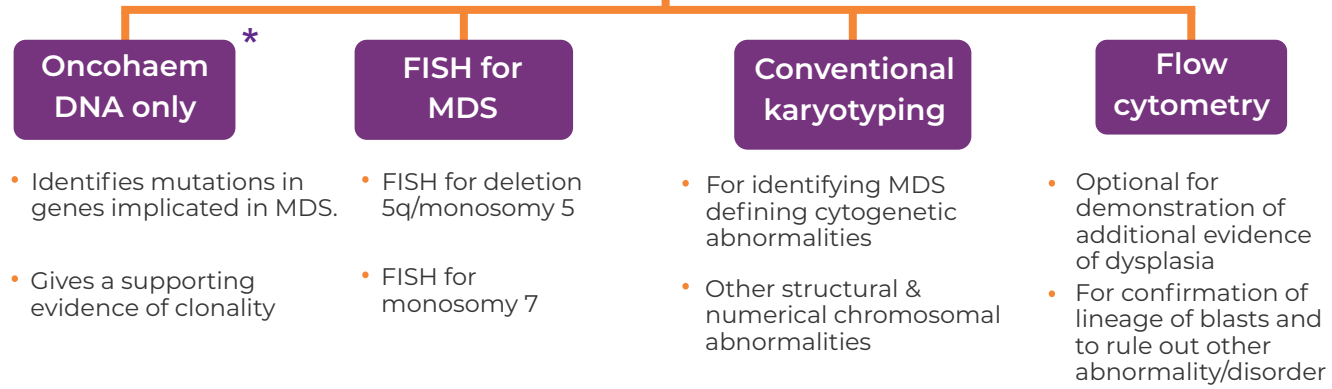 Oncohaem
DNA only
*
• Identifies mutations in
genes implicated in MDS.
• Gives a supporting
evidence of clonality
FISH for
MDS
• FISH for deletion
5q/monosomy 5
• FISH for
monosomy 7
Conventional
karyotyping
• For identifying MDS
defining cytogenetic
abnormalities
• Other structural &
numerical chromosomal
abnormalities
Flow
cytometry
• Optional for
demonstration of
additional evidence
of dysplasia
• For confirmation of
lineage of blasts and
to rule out other
abnormality/disorder